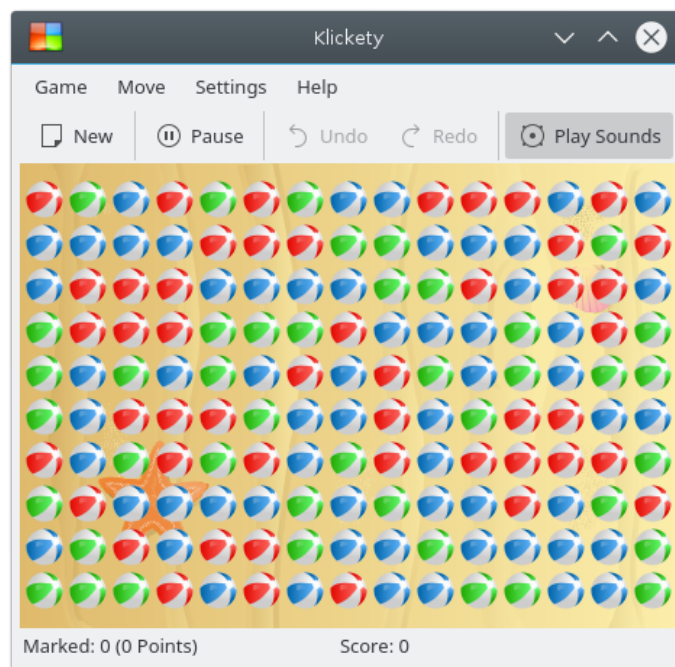 Klickety
Game Move Settings Help
New Pause Undo Redo Play Sounds
Marked: 0 (0 Points) Score: 0